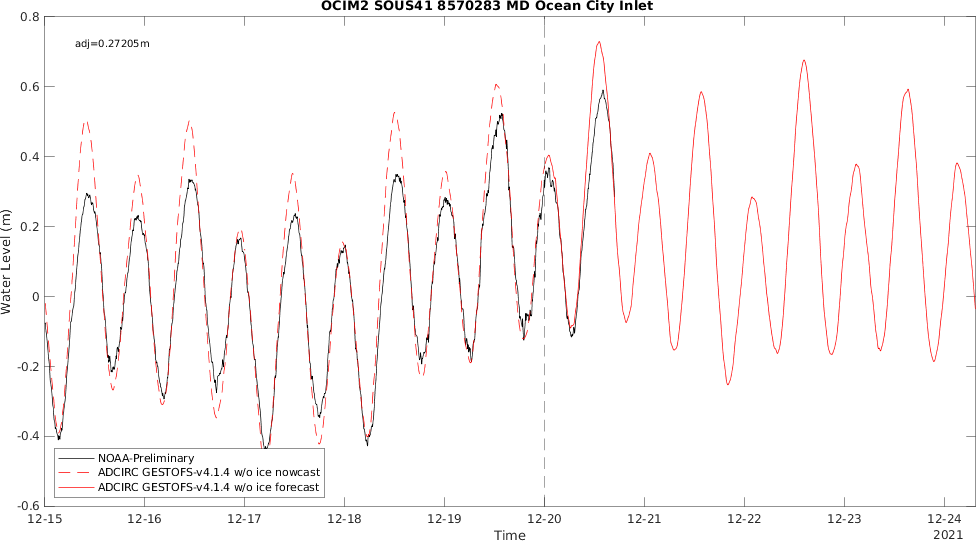 OCIM2 SOUS41 8570283 MD Ocean City Inlet
adj=0.27205m
Water Level (m)
0.8
0.6
0.4
0.2
0
-0.2
-0.4
-0.6
NOAA-Preliminary
ADCIRC GESTOFS-v4.1.4 w/o ice nowcast
ADCIRC GESTOFS-v4.1.4 w/o ice forecast
12-15 12-16 12-17 12-18 12-19 12-20 12-21 12-22 12-23 12-24
Time
2021